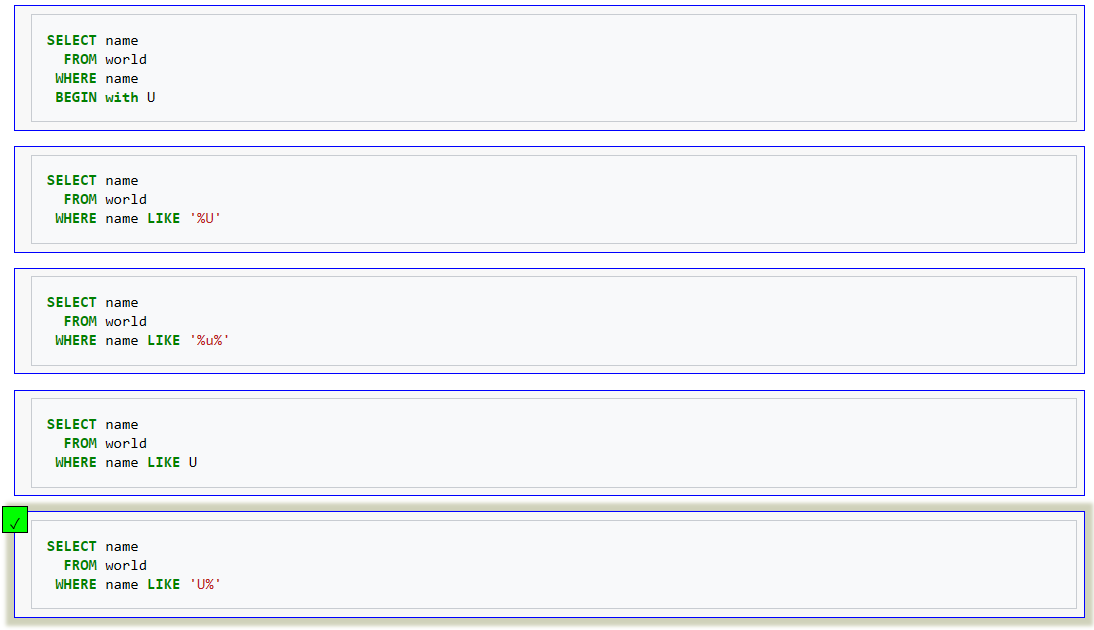 SELECT name
FROM world
WHERE name
BEGIN with U
SELECT name
FROM world
WHERE name LIKE '%U'
SELECT name
FROM world
WHERE name LIKE '%u%'
SELECT name
FROM world
WHERE name LIKE U
✓
SELECT name
FROM world
WHERE name LIKE 'U%'